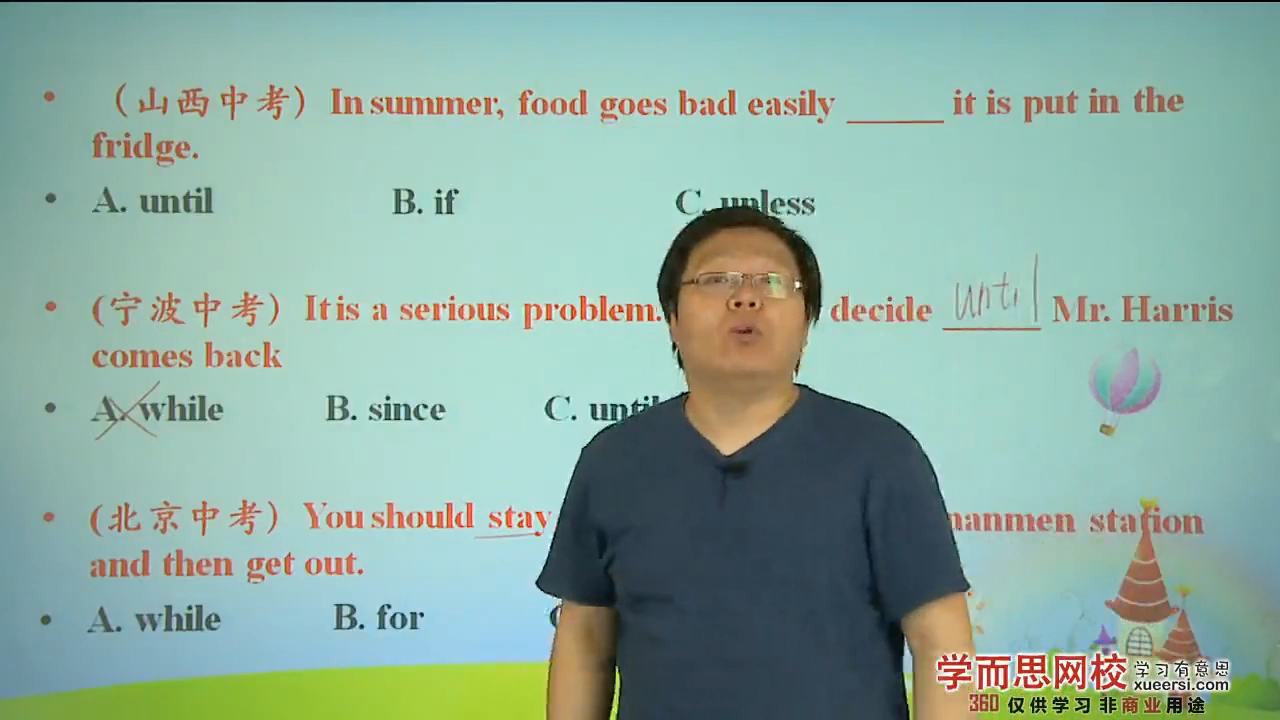 • （山西中考）In summer, food goes bad easily _____ it is put in the
fridge.
• A. until B. if C. unless
• (宁波中考）It is a serious problem. decide until Mr. Harris
comes back
• A. while B. since C. until
• (北京中考）You should stay station
and then get out.
• A. while B. for
学而思网校 学习有意思
xueersi.com
360 仅供学习 非商业用途